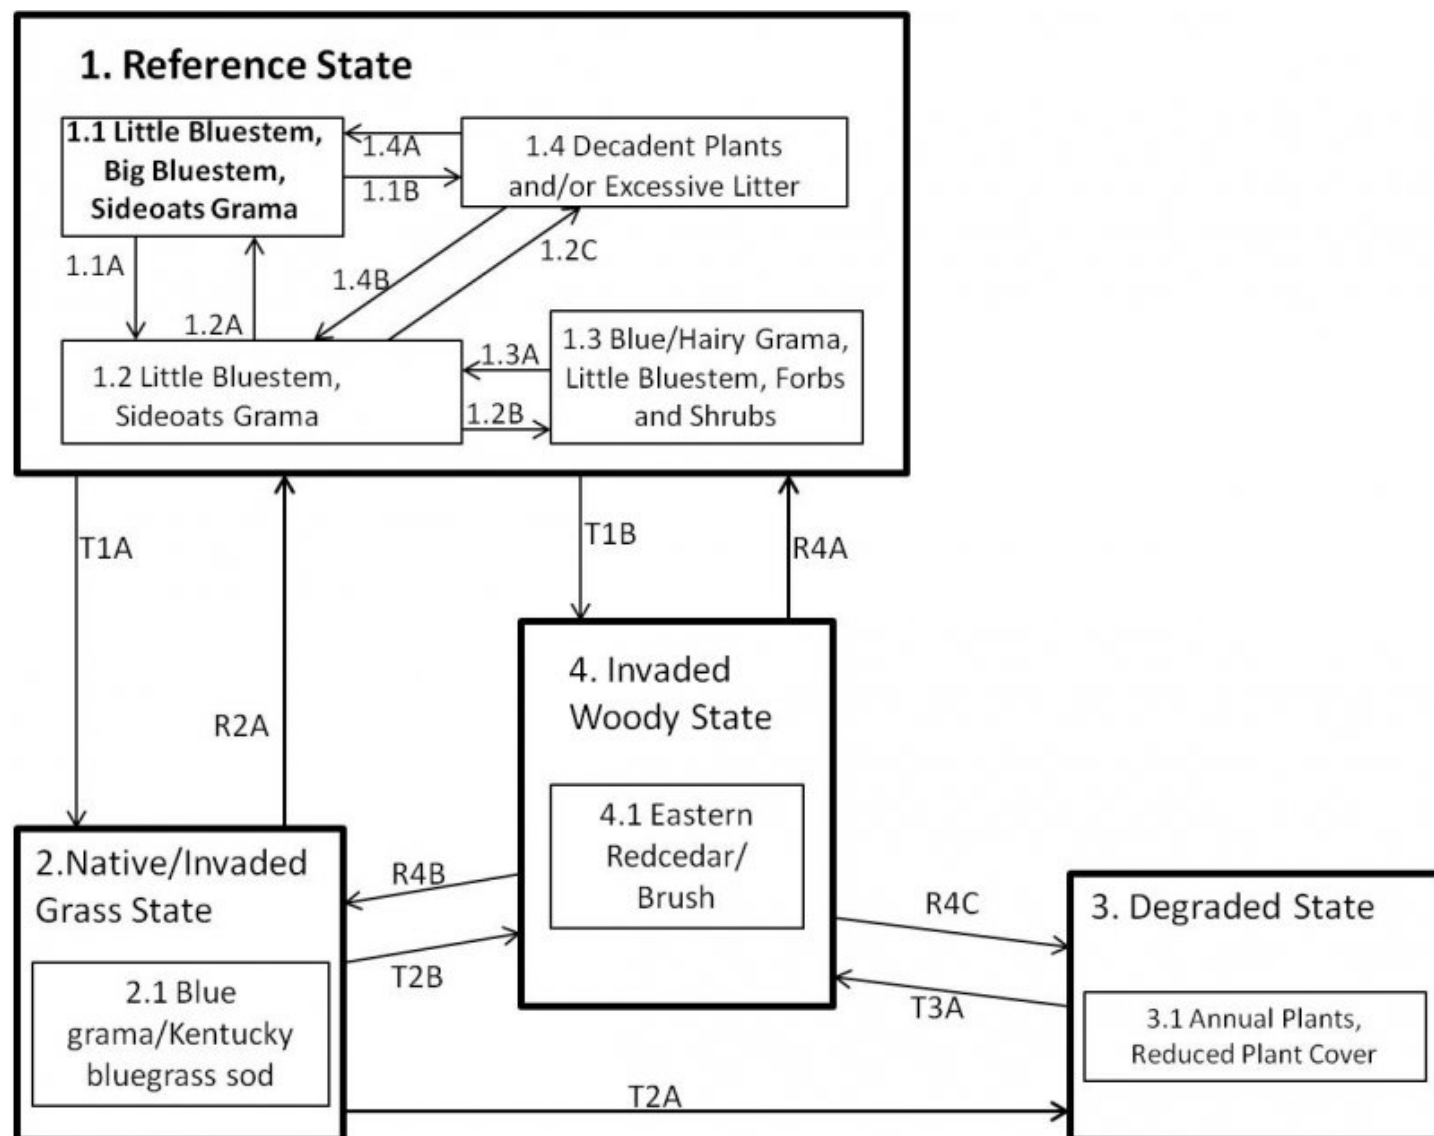 1. Reference State
1.1 Little Bluestem,
Big Bluestem,
Sideoats Grama
1.4A
1.1B
1.4 Decadent Plants
and/or Excessive Litter
1.1A
1.2A
1.4B
1.2C
1.2 Little Bluestem,
Sideoats Grama
1.3A
1.2B
1.3 Blue/Hairy Grama,
Little Bluestem, Forbs
and Shrubs
T1A
R2A
T1B
R4A
4. Invaded
Woody State
4.1 Eastern
Redcedar/
Brush
2.Native/Invaded
Grass State
2.1 Blue
grama/Kentucky
bluegrass sod
R4B
T2B
R4C
T3A
3. Degraded State
3.1 Annual Plants,
Reduced Plant Cover
T2A